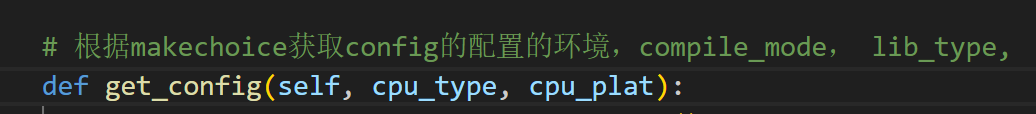 # 根据makechoice获取config的配置的环境，compile_mode， lib_type,
def get_config(self, cpu_type, cpu_plat):